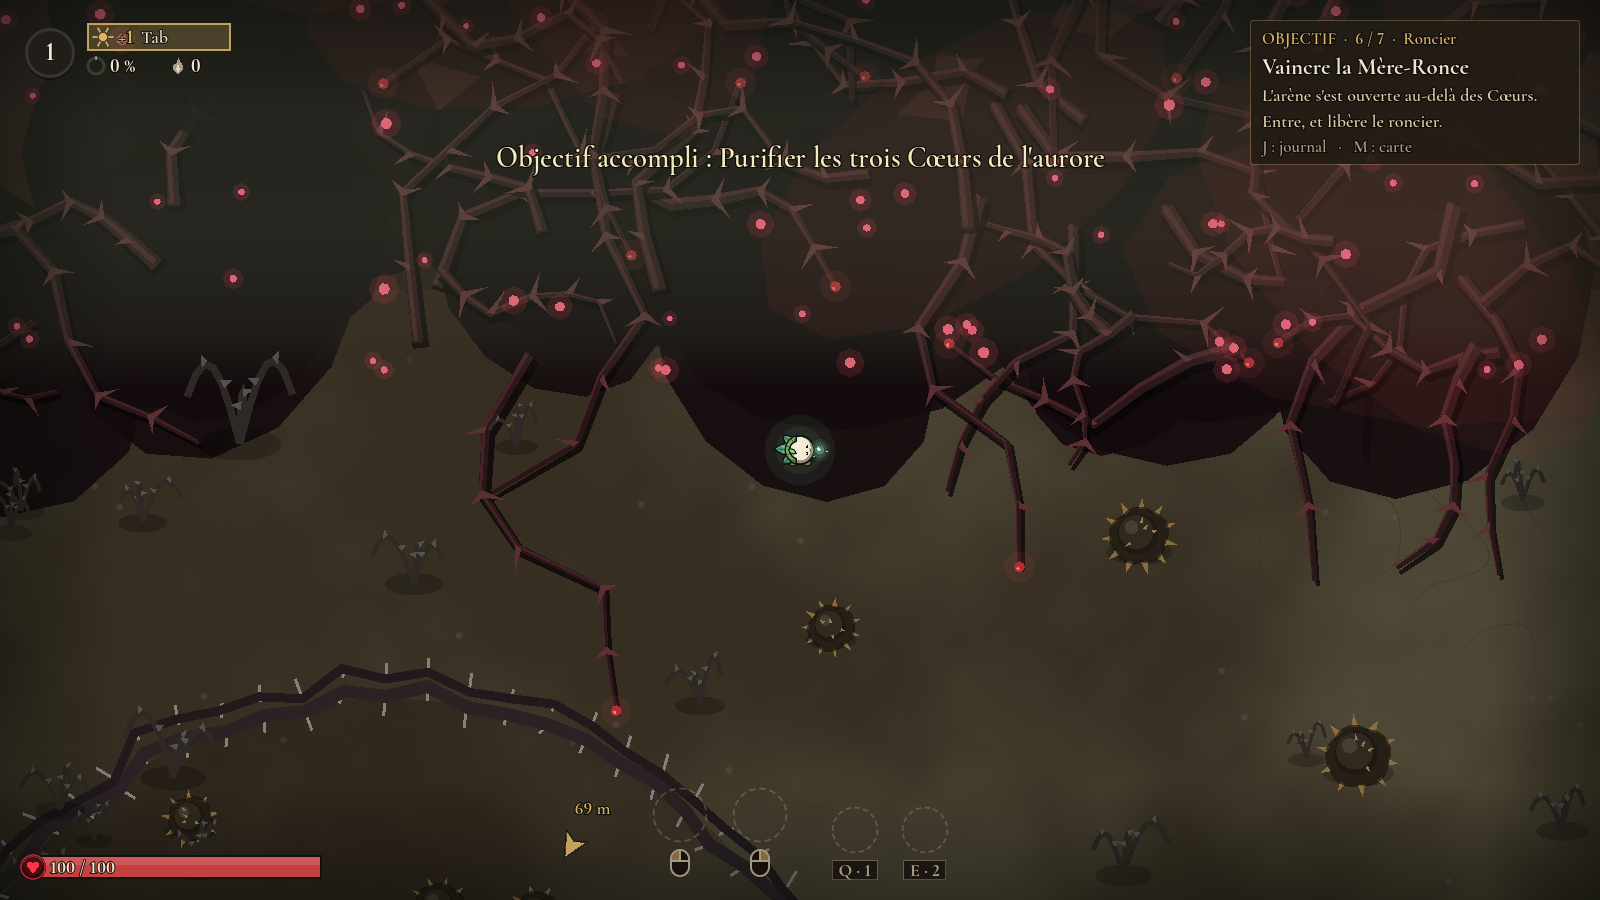 1
+1 Tab
0 %
0
OBJECTIF · 6 / 7 · Roncier
Vaincre la Mère-Ronce
L'arène s'est ouverte au-delà des Cœurs.
Entre, et libère le roncier.
J : journal · M : carte
Objectif accompli : Purifier les trois Cœurs de l'aurore
69 m
100 / 100
Q · 1
E · 2